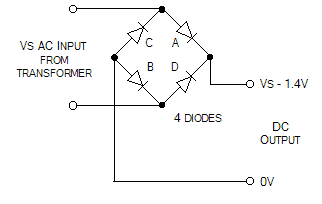 C A
Vs AC INPUT
FROM
TRANSFORMER
B D
Vs - 1.4V
4 DIODES
DC
OUTPUT
0V